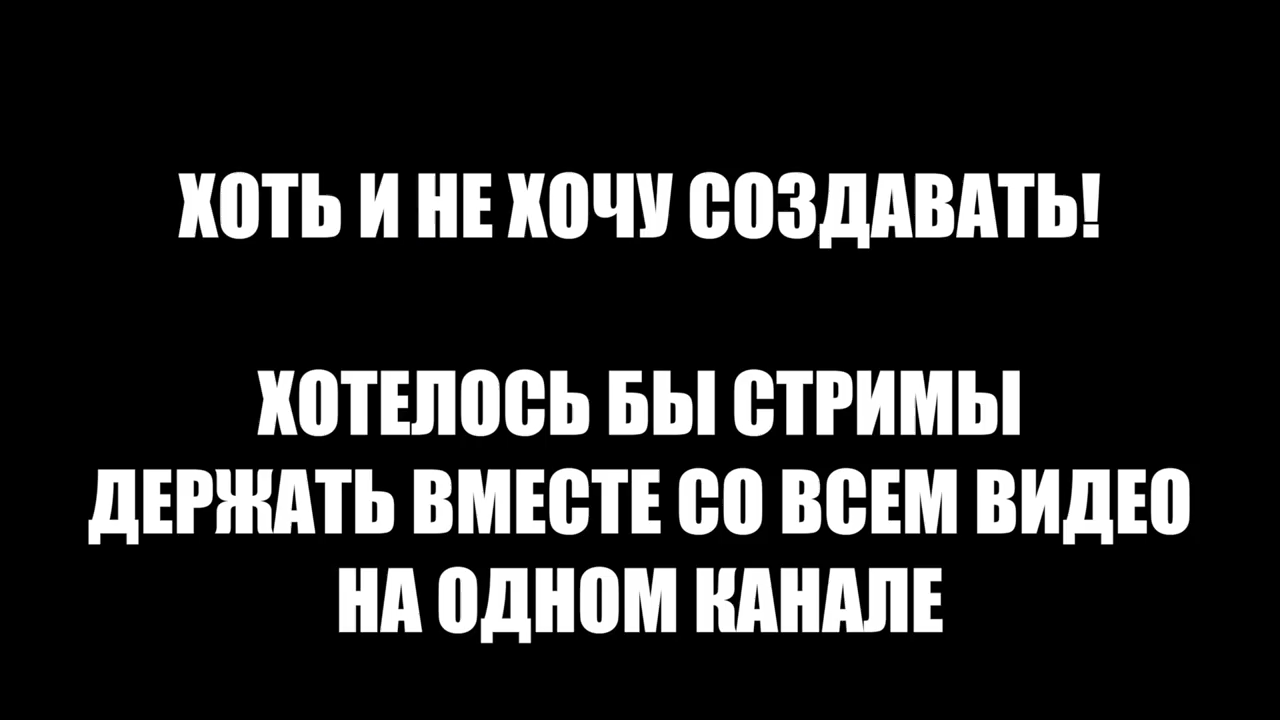 ХОТЬ И НЕ ХОЧУ СОЗДАВАТЬ!
ХОТЕЛОСЬ БЫ СТРИМЫ
ДЕРЖАТЬ ВМЕСТЕ СО ВСЕМ ВИДЕО
НА ОДНОМ КАНАЛЕ